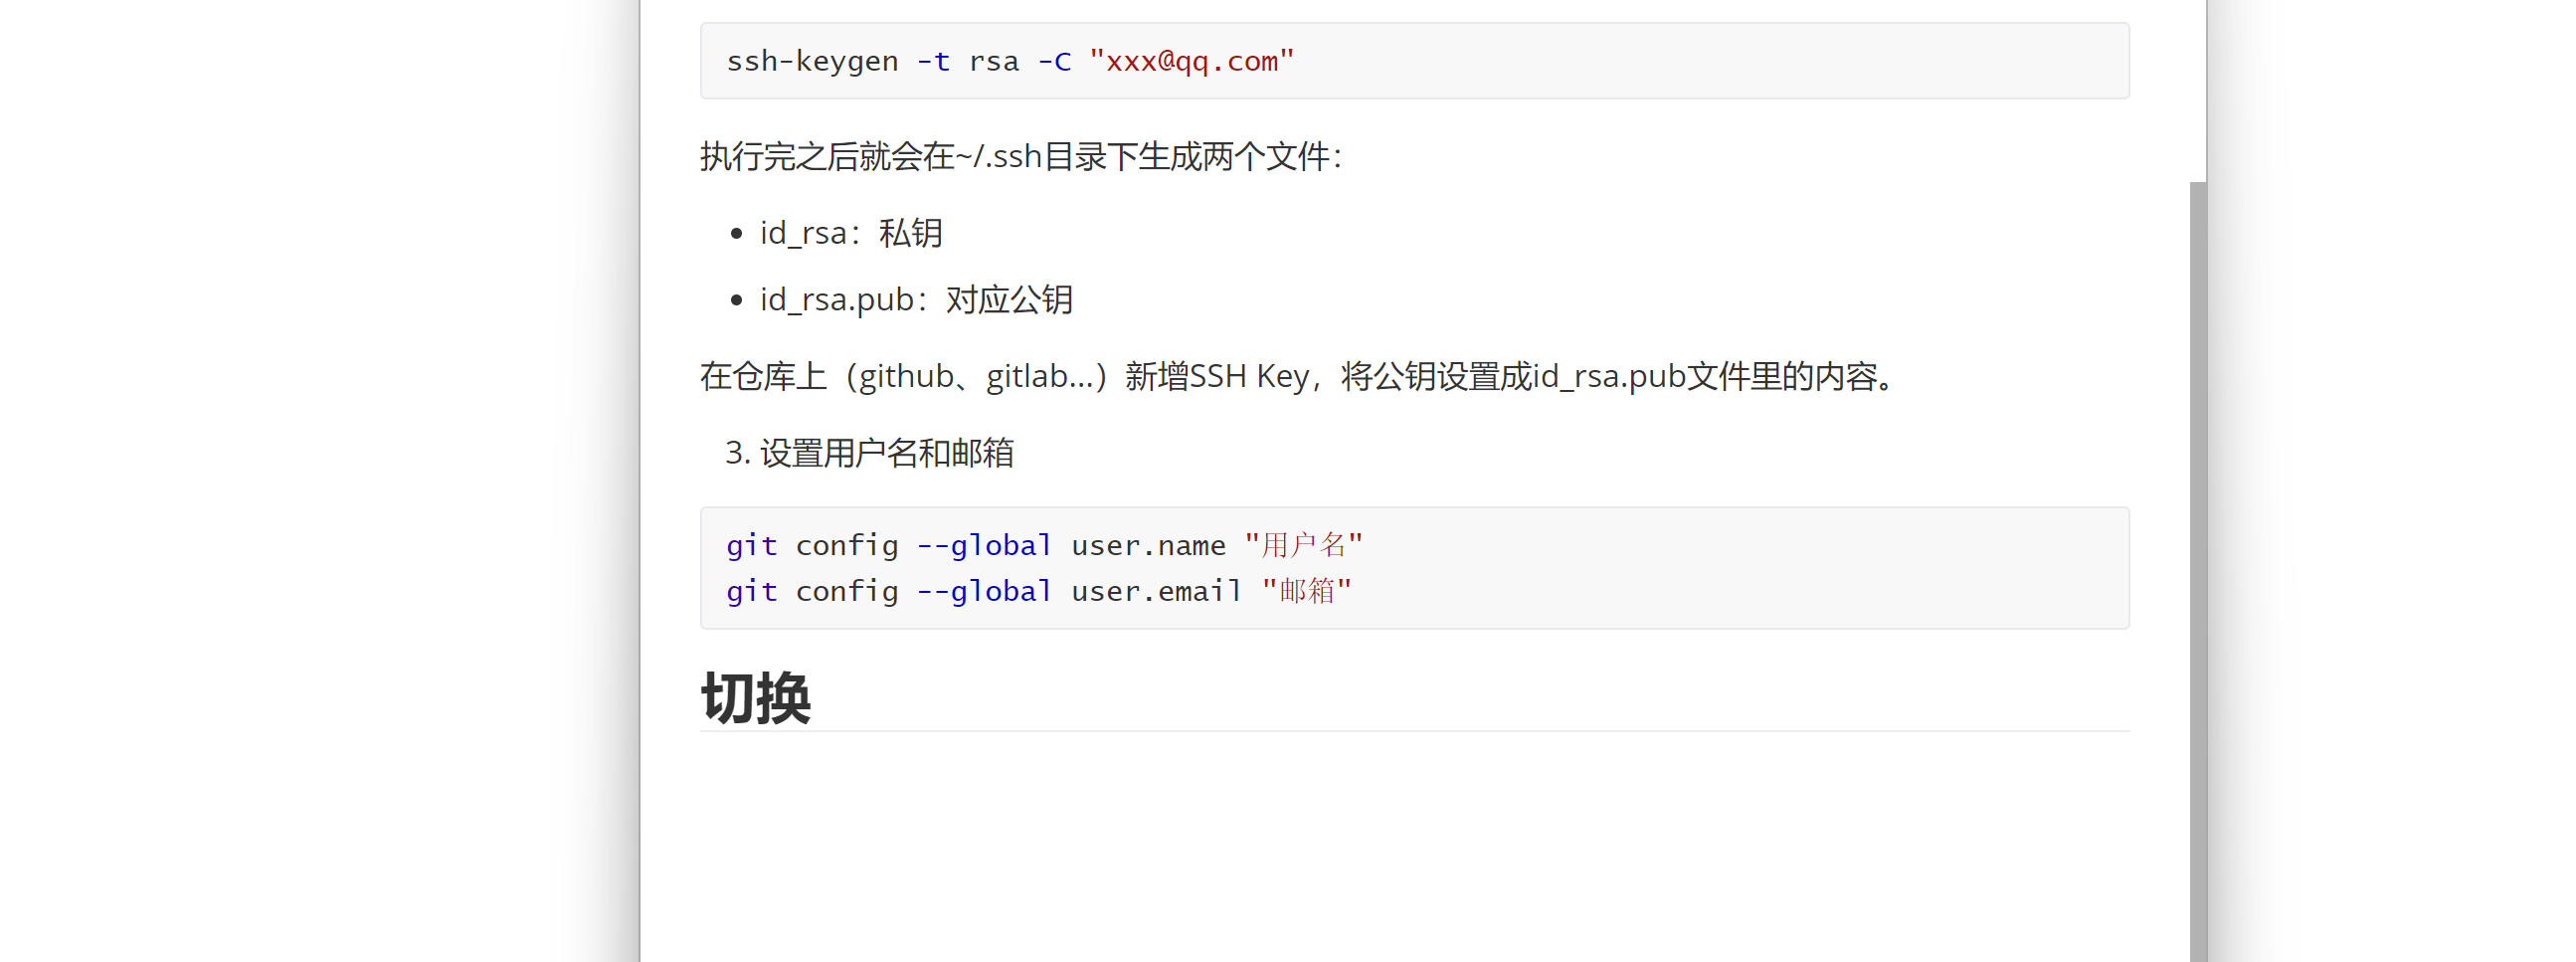 ssh-keygen -t rsa -C "xxx@qq.com"
执行完之后就会在~/.ssh目录下生成两个文件：
• id_rsa：私钥
• id_rsa.pub：对应公钥
在仓库上（github、gitlab...）新增SSH Key，将公钥设置成id_rsa.pub文件里的内容。
3. 设置用户名和邮箱
git config --global user.name "用户名"
git config --global user.email "邮箱"
切换